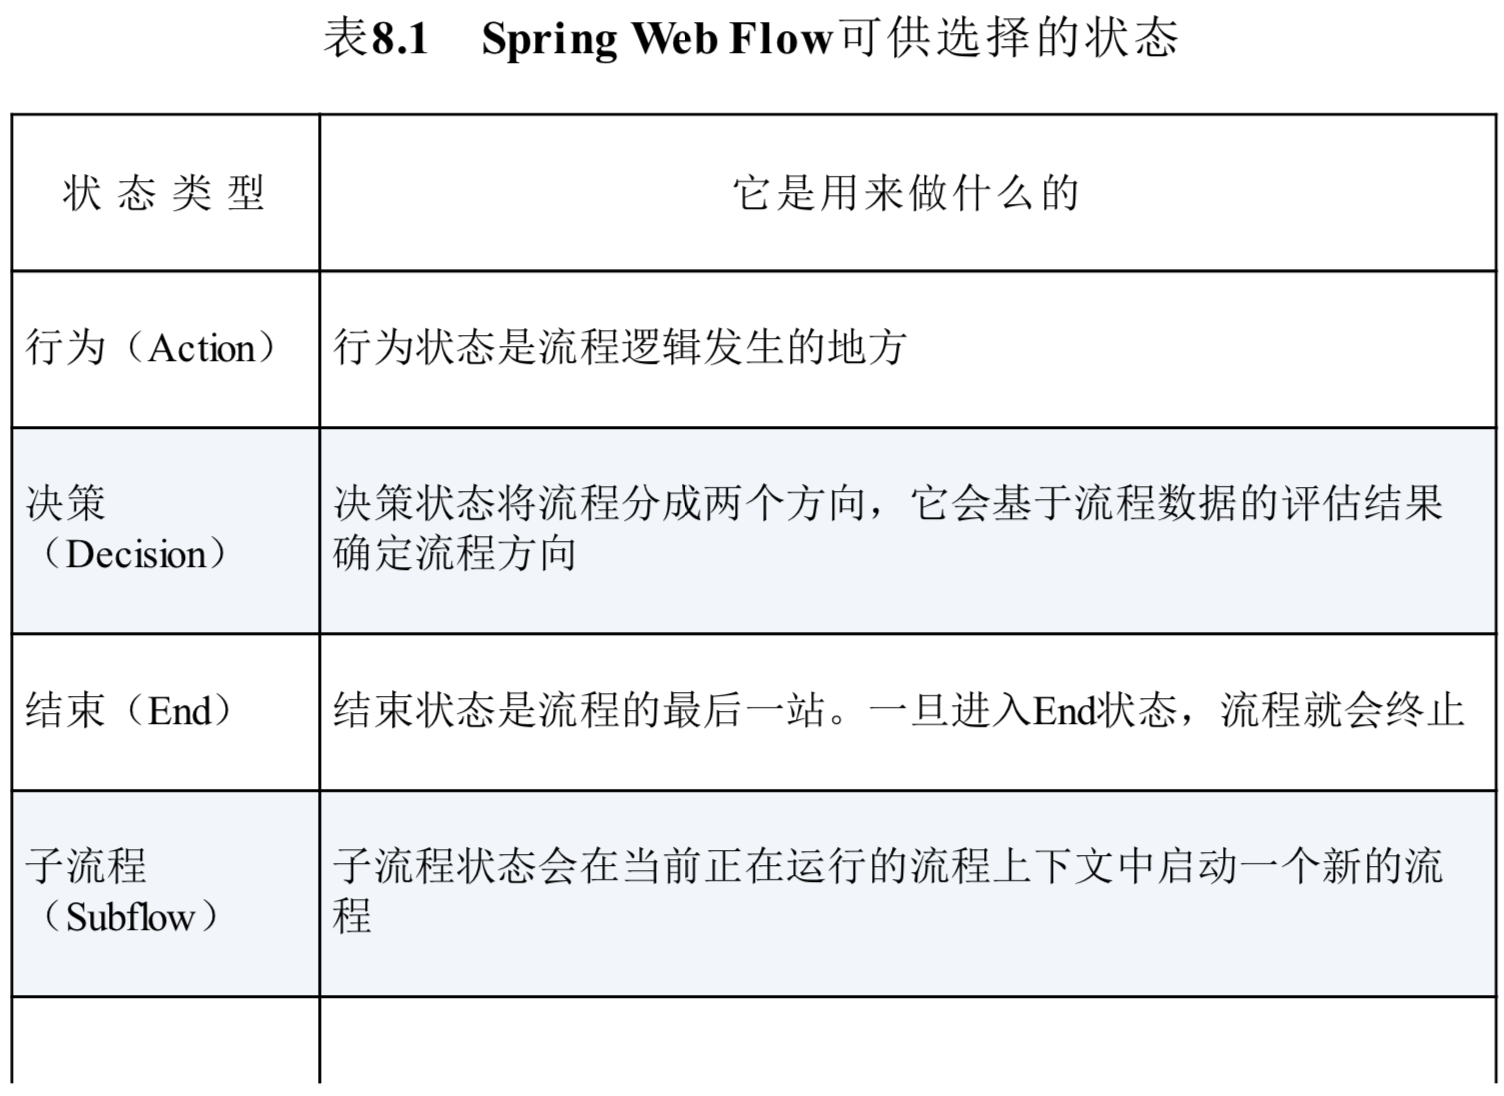 表8.1 Spring Web Flow可供选择的状态
状态类型
它是用来做什么的
行为（Action）
行为状态是流程逻辑发生的地方
决策
（Decision）
决策状态将流程分成两个方向，它会基于流程数据的评估结果
确定流程方向
结束（End）
结束状态是流程的最后一站。一旦进入End状态，流程就会终止
子流程
（Subflow）
子流程状态会在当前正在运行的流程上下文中启动一个新的流
程